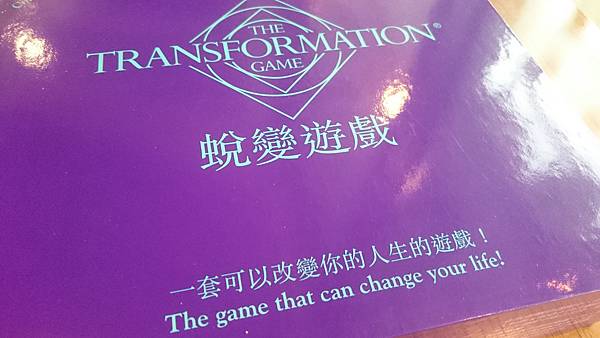 THE
TRANSFORMATION®
GAME
蛻變遊戲
一套可以改變你的人生的遊戲！
The game that can change your life!